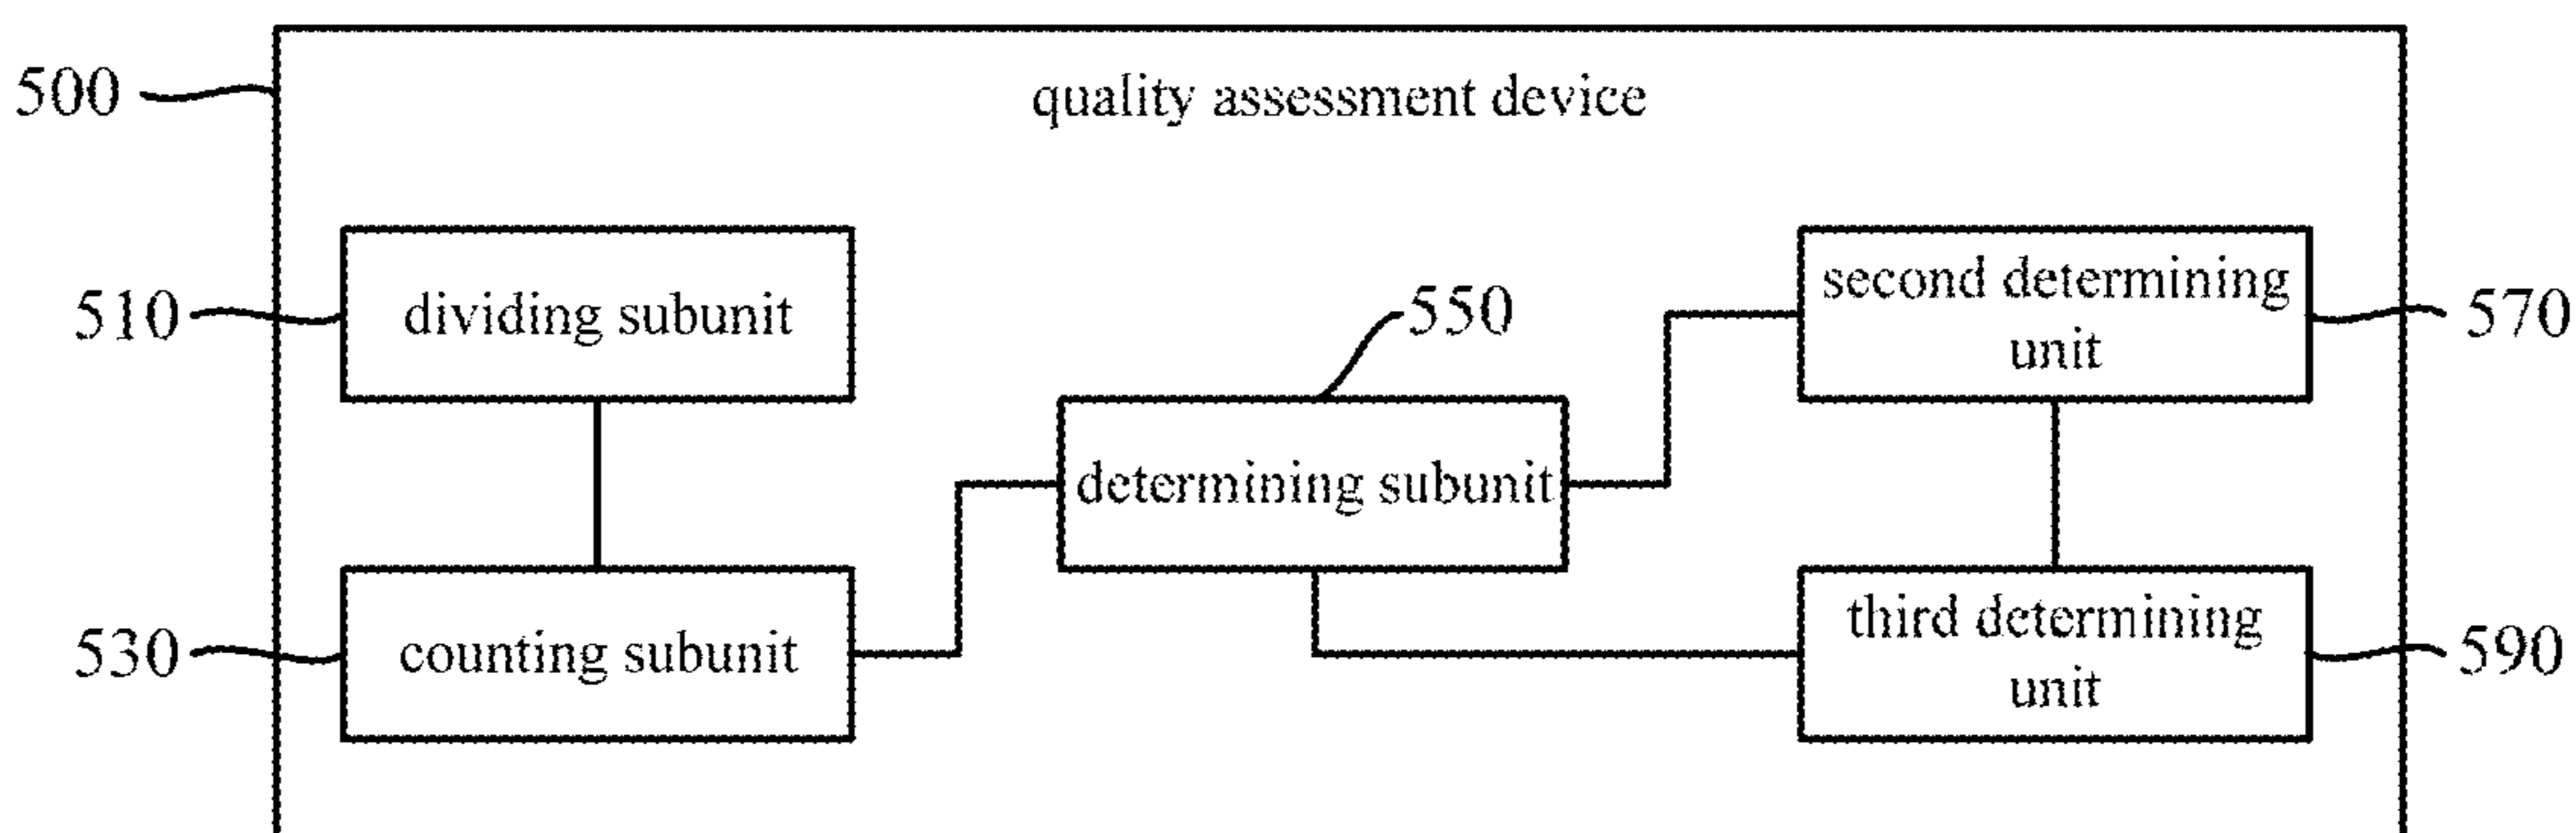 500
quality assessment device
510
dividing subunit
550
second determining
unit
570
determining subunit
530
counting subunit
third determining
unit
590